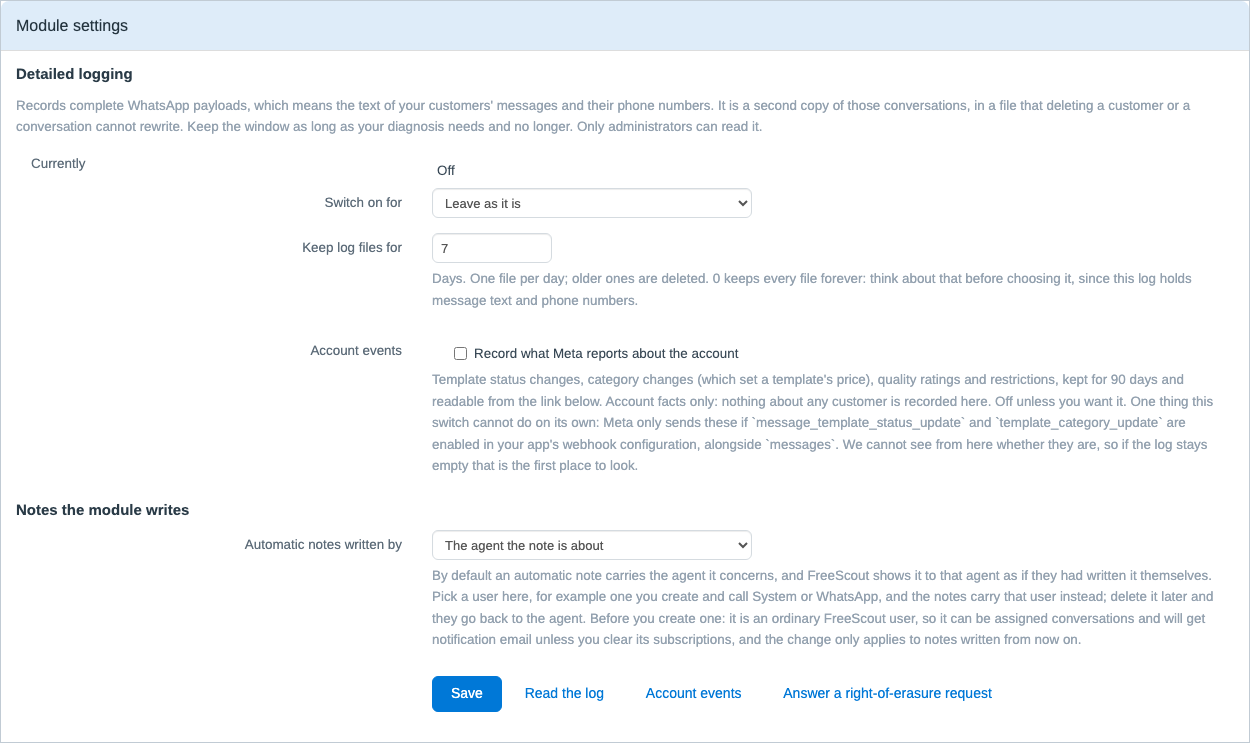 Module settings
Detailed logging
Records complete WhatsApp payloads, which means the text of your customers' messages and their phone numbers. It is a second copy of those conversations, in a file that deleting a customer or a
conversation cannot rewrite. Keep the window as long as your diagnosis needs and no longer. Only administrators can read it.
Currently
Off
Switch on for
Leave as it is
Keep log files for
7
Days. One file per day; older ones are deleted. 0 keeps every file forever: think about that before choosing it, since this log holds
message text and phone numbers.
Account events
Record what Meta reports about the account
Template status changes, category changes (which set a template's price), quality ratings and restrictions, kept for 90 days and
readable from the link below. Account facts only: nothing about any customer is recorded here. Off unless you want it. One thing this
switch cannot do on its own: Meta only sends these if `message_template_status_update` and `template_category_update` are
enabled in your app's webhook configuration, alongside `messages`. We cannot see from here whether they are, so if the log stays
empty that is the first place to look.
Notes the module writes
Automatic notes written by
The agent the note is about
By default an automatic note carries the agent it concerns, and FreeScout shows it to that agent as if they had written it themselves.
Pick a user here, for example one you create and call System or WhatsApp, and the notes carry that user instead; delete it later and
they go back to the agent. Before you create one: it is an ordinary FreeScout user, so it can be assigned conversations and will get
notification email unless you clear its subscriptions, and the change only applies to notes written from now on.
Save
Read the log
Account events
Answer a right-of-erasure request